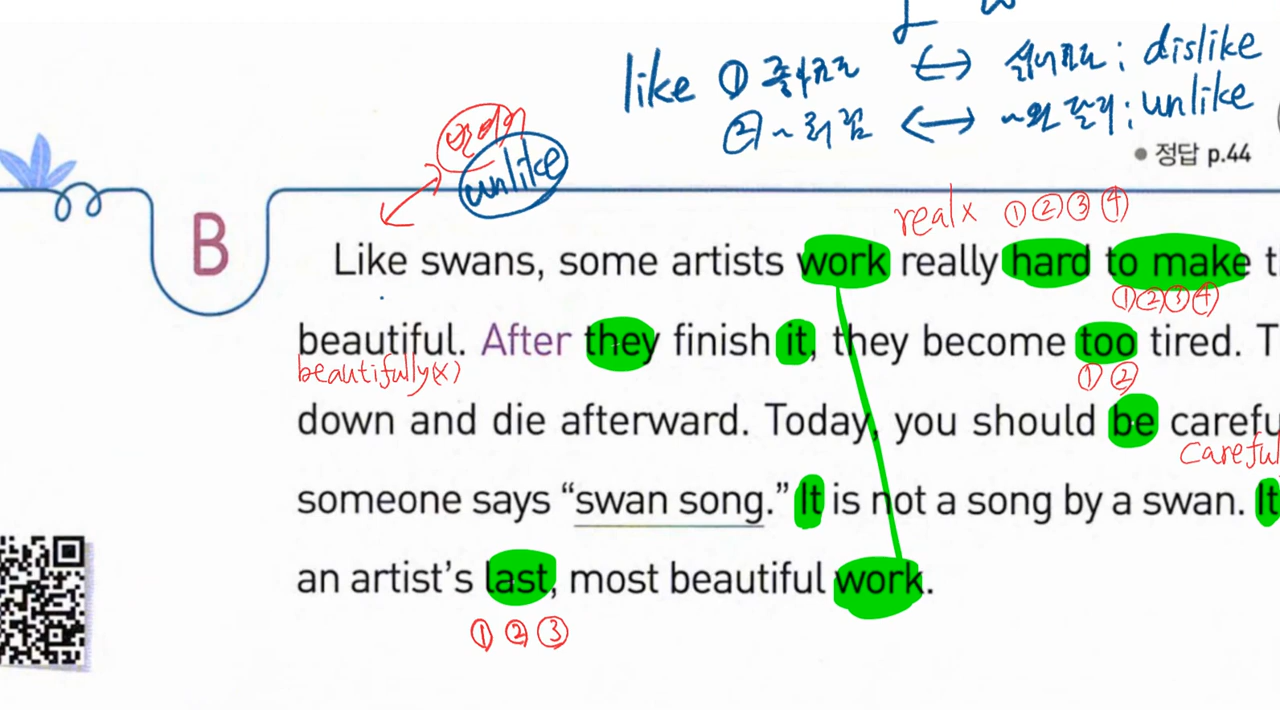 like ① 좋아하다 ↔ 싫어하다; dislike
② ~처럼 ↔ ~와 달리; unlike
반의어
unlike
● 정답 p.44
B
real x ① ② ③ ④
Like swans, some artists work really hard to make t
① ② ③ ④
beautiful. After they finish it, they become too tired. T
beautifully(x)
① ②
down and die afterward. Today, you should be carefu
Careful
someone says “swan song.” It is not a song by a swan. It
an artist’s last, most beautiful work.
① ② ③